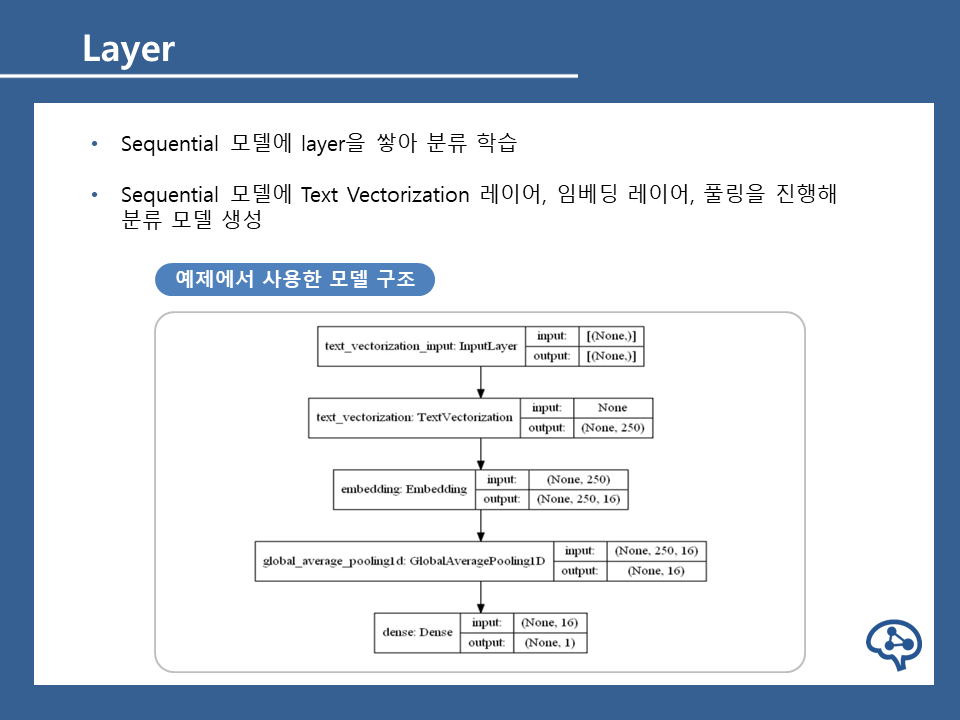 Layer
• Sequential 모델에 layer을 쌓아 분류 학습
• Sequential 모델에 Text Vectorization 레이어, 임베딩 레이어, 풀링을 진행해
분류 모델 생성
예제에서 사용한 모델 구조
text_vectorization_input: InputLayer input: [(None,)]
output: [(None,)]
text_vectorization: TextVectorization input: None
output: (None, 250)
embedding: Embedding input: (None, 250)
output: (None, 250, 16)
global_average_pooling1d: GlobalAveragePooling1D input: (None, 250, 16)
output: (None, 16)
dense: Dense input: (None, 16)
output: (None, 1)